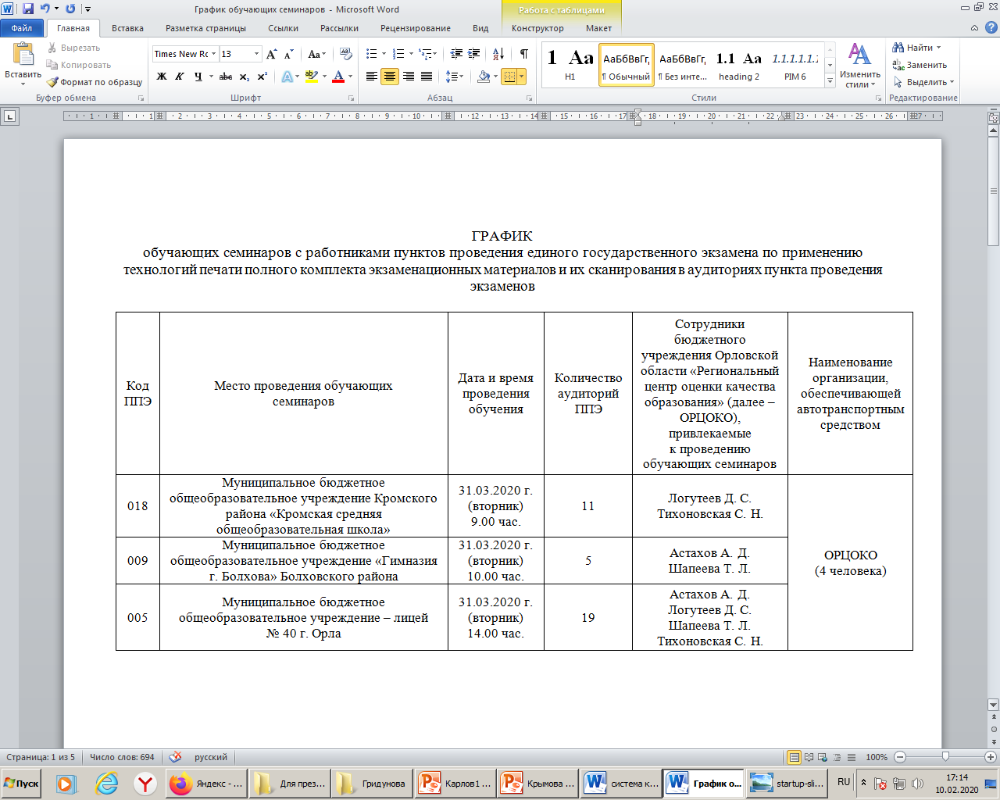 График обучающих семинаров - Microsoft Word
Работа с таблицами
Файл Главная Вставка Разметка страницы Ссылки Рассылки Рецензирование Вид Конструктор Макет
Вставить
Вырезать
Копировать
Формат по образцу
Буфер обмена
Times New Rc 13
Шрифт
Абзац
H1
АаБбВвГг,
¶ Обычный
АаБбВвГг,
¶ Без инте...
1.1 Аа
heading 2
1.1.1.1.1.1
PIM 6
Стили
Изменить
стили
Найти
Заменить
Выделить
Редактирование
ГРАФИК
обучающих семинаров с работниками пунктов проведения единого государственного экзамена по применению
технологий печати полного комплекта экзаменационных материалов и их сканирования в аудиториях пункта проведения
экзаменов
Код
ППЭ
Место проведения обучающих
семинаров
Дата и время
проведения
обучения
Количество
аудиторий
ППЭ
Сотрудники
бюджетного
учреждения Орловской
области «Региональный
центр оценки качества
образования» (далее –
ОРЦОКО),
привлекаемые
к проведению
обучающих семинаров
Наименование
организации,
обеспечивающей
автотранспортным
средством
018
Муниципальное бюджетное
общеобразовательное учреждение Кромского
района «Кромская средняя
общеобразовательная школа»
31.03.2020 г.
(вторник)
9.00 час.
11
Логутеев Д. С.
Тихоновская С. Н.
ОРЦОКО
(4 человека)
009
Муниципальное бюджетное
общеобразовательное учреждение «Гимназия
г. Болхова» Болховского района
31.03.2020 г.
(вторник)
10.00 час.
5
Астахов А. Д.
Шапеева Т. Л.
005
Муниципальное бюджетное
общеобразовательное учреждение – лицей
№ 40 г. Орла
31.03.2020 г.
(вторник)
14.00 час.
19
Астахов А. Д.
Логутеев Д. С.
Шапеева Т. Л.
Тихоновская С. Н.
Страница: 1 из 5 Число слов: 694 русский 100%
Пуск Яндекс - ... Для през... Гридунова Карлов1 ... Крымова ... система к... График о... startup-sli... RU 17:14
10.02.2020